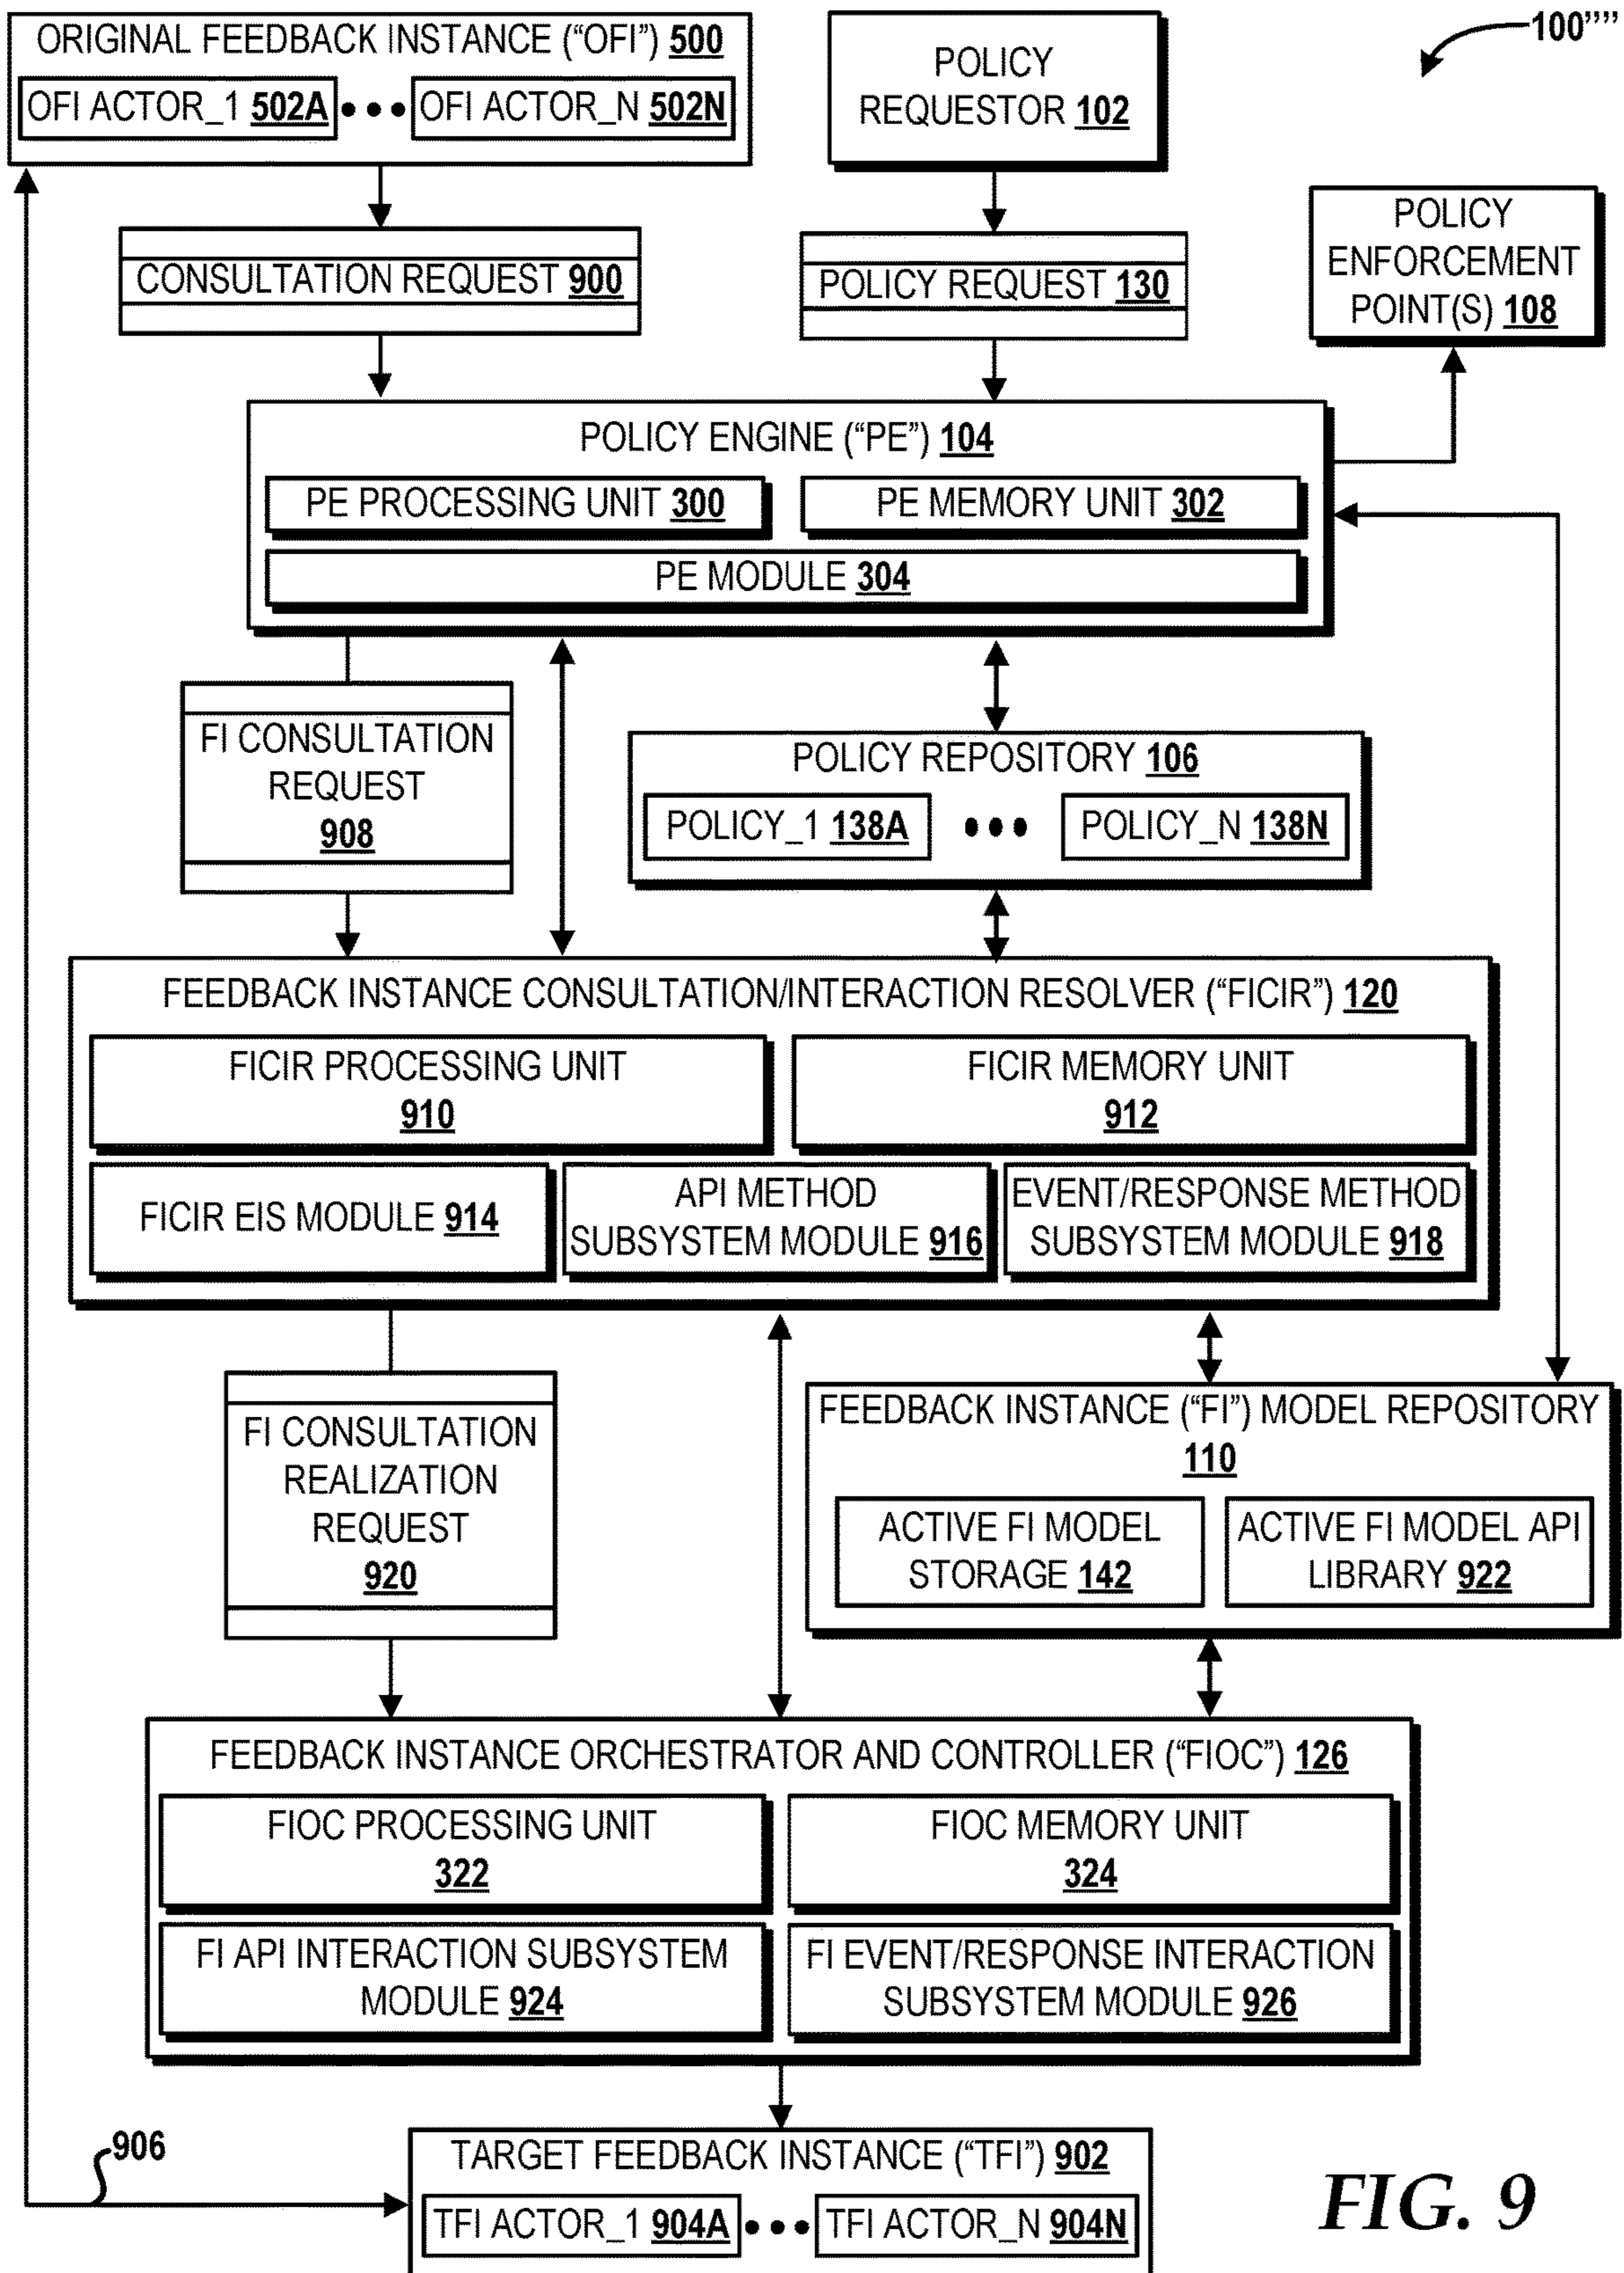 ORIGINAL FEEDBACK INSTANCE (“OFI”) 500
OFI ACTOR_1 502A ••• OFI ACTOR_N 502N
POLICY
REQUESTOR 102
100””
CONSULTATION REQUEST 900
POLICY REQUEST 130
POLICY
ENFORCEMENT
POINT(S) 108
POLICY ENGINE (“PE”) 104
PE PROCESSING UNIT 300
PE MEMORY UNIT 302
PE MODULE 304
FI CONSULTATION
REQUEST
908
POLICY REPOSITORY 106
POLICY_1 138A ••• POLICY_N 138N
FEEDBACK INSTANCE CONSULTATION/INTERACTION RESOLVER (“FICIR”) 120
FICIR PROCESSING UNIT
910
FICIR MEMORY UNIT
912
FICIR EIS MODULE 914
API METHOD
SUBSYSTEM MODULE 916
EVENT/RESPONSE METHOD
SUBSYSTEM MODULE 918
FI CONSULTATION
REALIZATION
REQUEST
920
FEEDBACK INSTANCE (“FI”) MODEL REPOSITORY
110
ACTIVE FI MODEL
STORAGE 142
ACTIVE FI MODEL API
LIBRARY 922
FEEDBACK INSTANCE ORCHESTRATOR AND CONTROLLER (“FIOC”) 126
FIOC PROCESSING UNIT
322
FIOC MEMORY UNIT
324
FI API INTERACTION SUBSYSTEM
MODULE 924
FI EVENT/RESPONSE INTERACTION
SUBSYSTEM MODULE 926
906
TARGET FEEDBACK INSTANCE (“TFI”) 902
TFI ACTOR_1 904A ••• TFI ACTOR_N 904N
FIG. 9